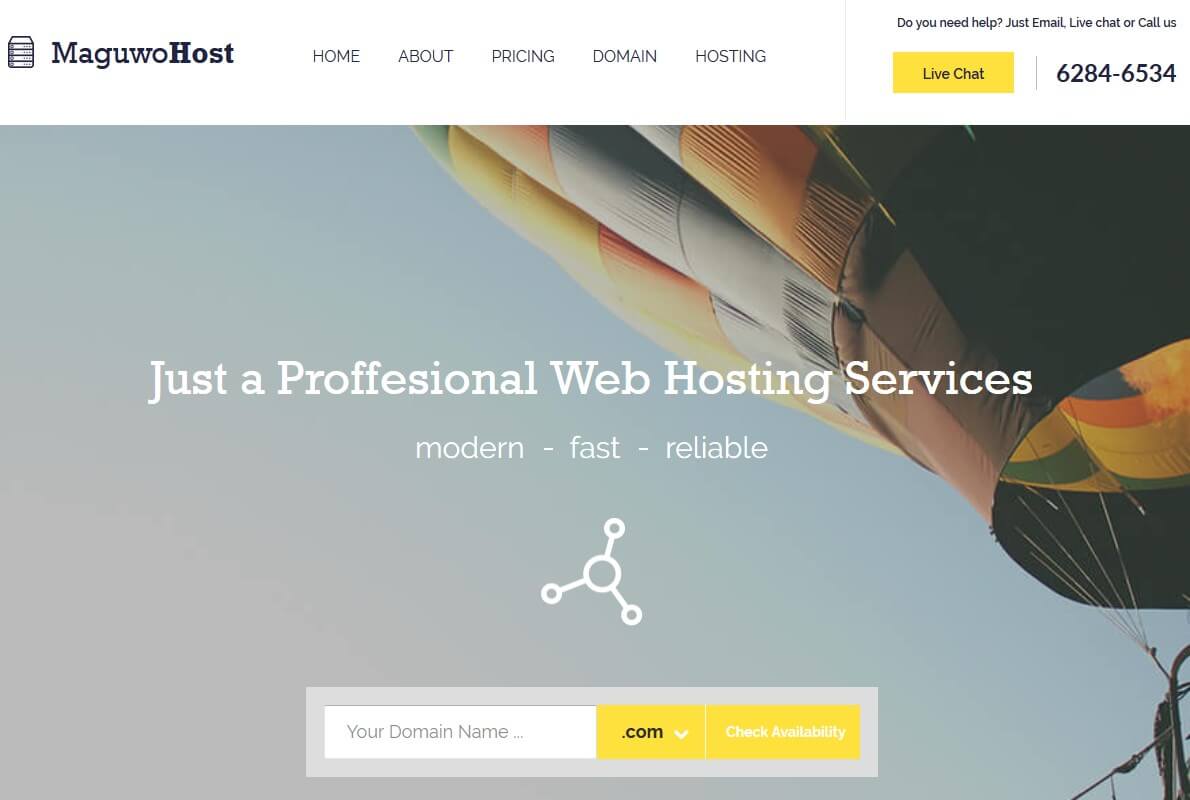 MaguwoHost
HOME ABOUT PRICING DOMAIN HOSTING
Do you need help? Just Email, Live chat or Call us
Live Chat
6284-6534
Just a Proffesional Web Hosting Services
modern - fast - reliable
Your Domain Name ...
.com
Check Availability